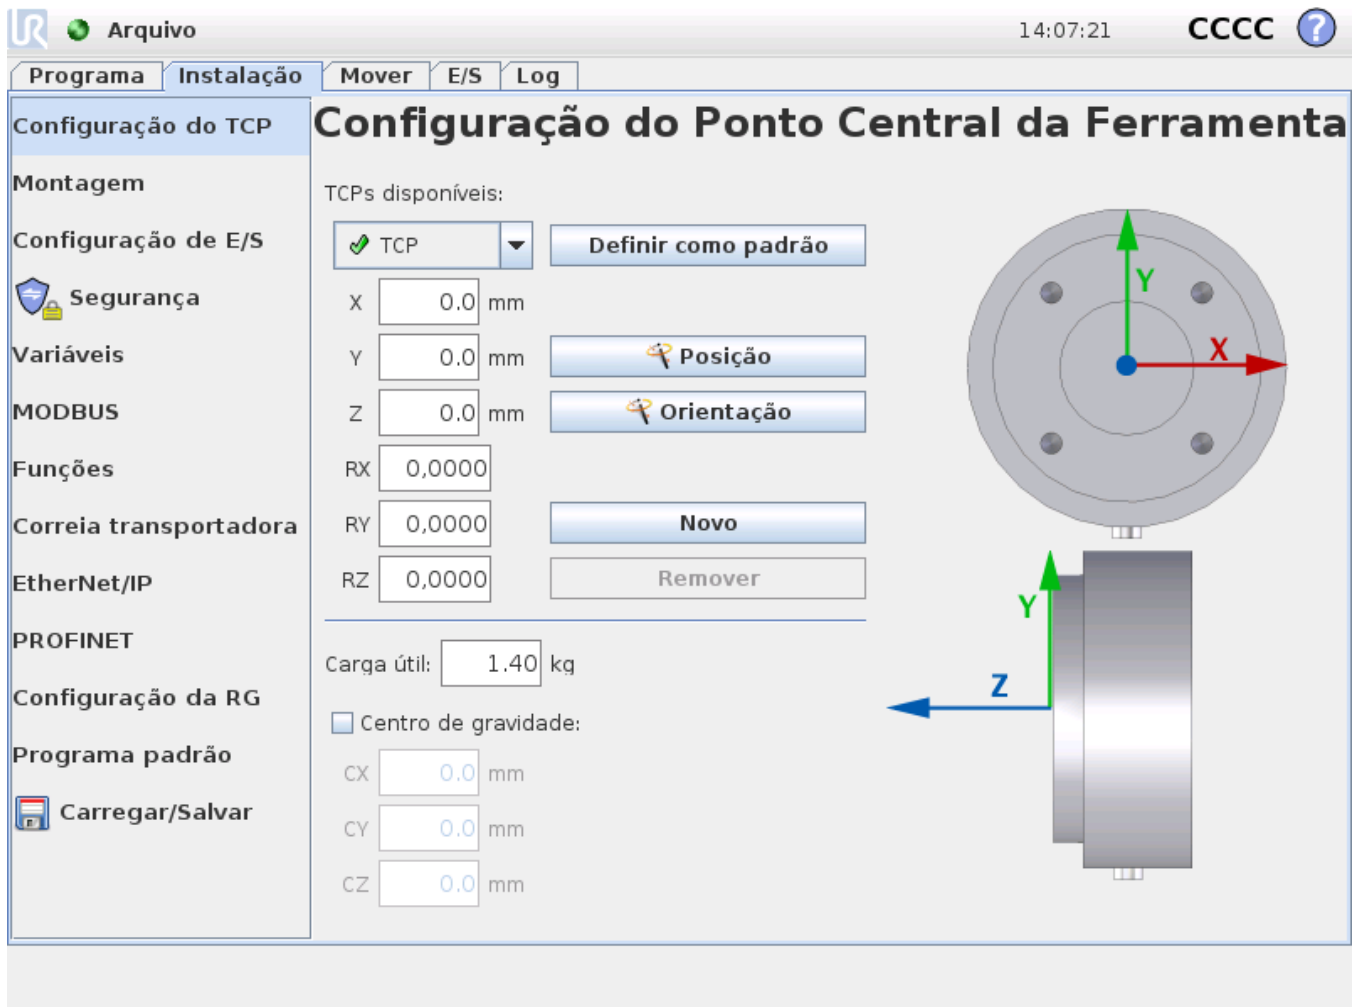 UR Arquivo 14:07:21 CCCC ?
Programa Instalação Mover E/S Log
Configuração do TCP
Montagem
Configuração de E/S
Segurança
Variáveis
MODBUS
Funções
Correia transportadora
EtherNet/IP
PROFINET
Configuração da RG
Programa padrão
Carregar/Salvar
Configuração do Ponto Central da Ferramenta
TCPs disponíveis:
TCP Definir como padrão
X 0.0 mm
Y 0.0 mm Posição
Z 0.0 mm Orientação
RX 0,0000
RY 0,0000 Novo
RZ 0,0000 Remover
Carga útil: 1.40 kg
Centro de gravidade:
CX 0.0 mm
CY 0.0 mm
CZ 0.0 mm
Y
X
Y
Z